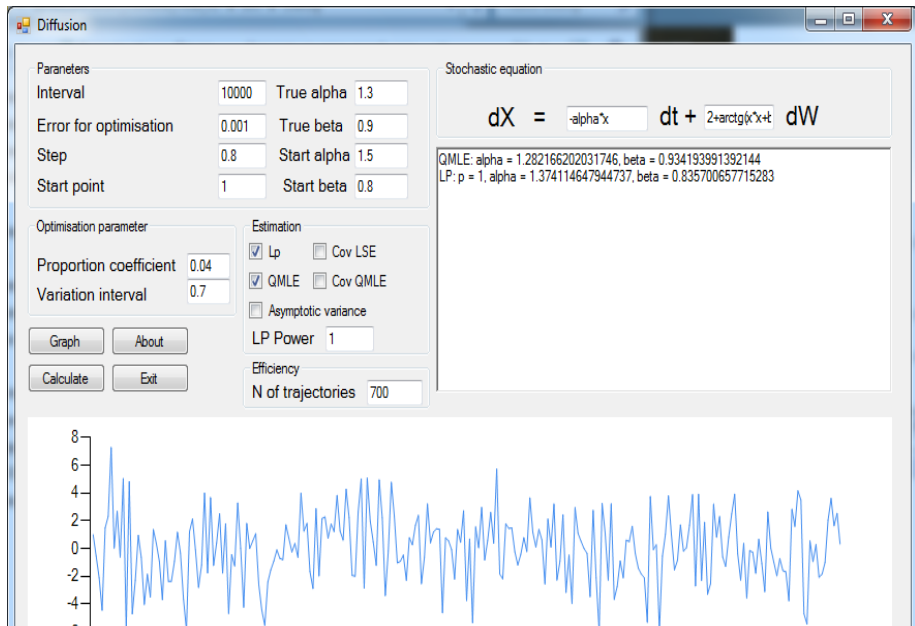 Diffusion
Parameters
Interval 10000 True alpha 1.3
Error for optimisation 0.001 True beta 0.9
Step 0.8 Start alpha 1.5
Start point 1 Start beta 0.8
Stochastic equation
dX = -alpha*x dt + 2+arctg(x*x+b dW
QMLE: alpha = 1.282166202031746, beta = 0.934193991392144
LP: p = 1, alpha = 1.374114647944737, beta = 0.835700657715283
Optimisation parameter
Proportion coefficient 0.04
Variation interval 0.7
Estimation
Lp Cov LSE
QMLE Cov QMLE
Asymptotic variance
LP Power 1
Graph About
Calculate Exit
Efficiency
N of trajectories 700
8
6
4
2
0
-2
-4